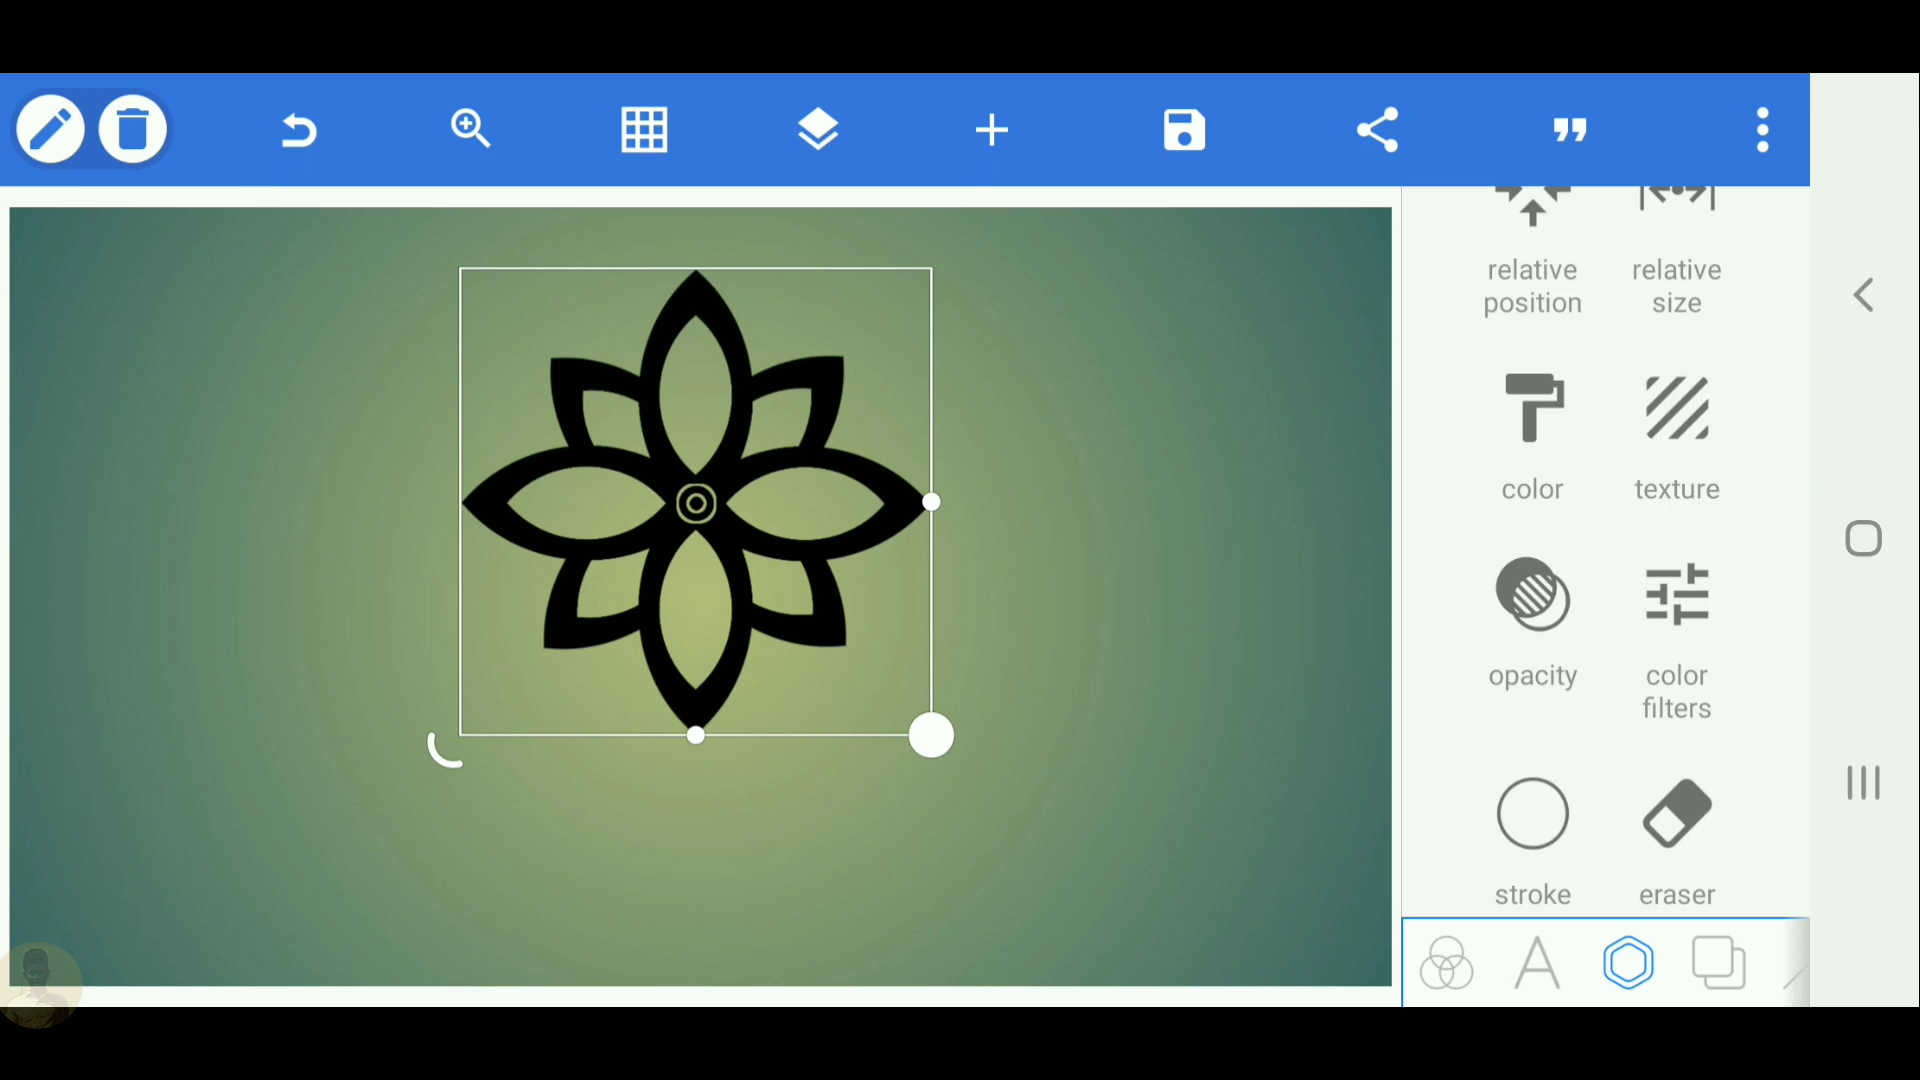 relative
position
relative
size
color
texture
opacity
color
filters
stroke
eraser